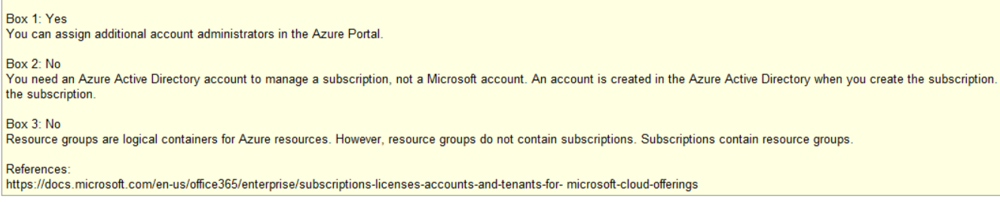 Box 1: Yes
You can assign additional account administrators in the Azure Portal.
Box 2: No
You need an Azure Active Directory account to manage a subscription, not a Microsoft account. An account is created in the Azure Active Directory when you create the subscription.
the subscription.
Box 3: No
Resource groups are logical containers for Azure resources. However, resource groups do not contain subscriptions. Subscriptions contain resource groups.
References:
https://docs.microsoft.com/en-us/office365/enterprise/subscriptions-licenses-accounts-and-tenants-for- microsoft-cloud-offerings